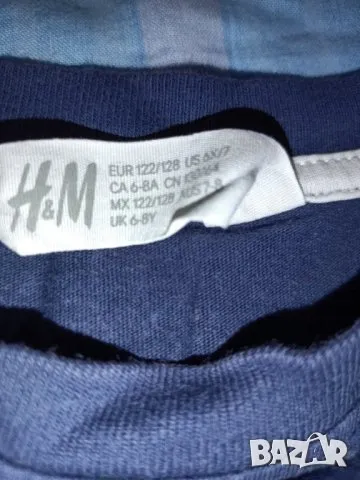 H&M
EUR 122/128 US 6X/7
CA 6-8A CN 130/64
MX 122/128 AUS 7-8
UK 6-8Y
BAZAR